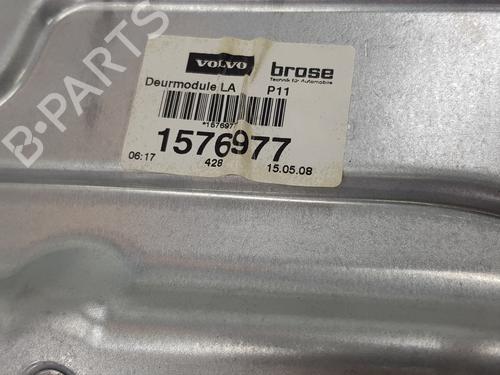 VOLVO brose
Technik für Automobile
Deurmodule LA P11
*1576977
1576977
06:17 428 15.05.08
B-PARTS